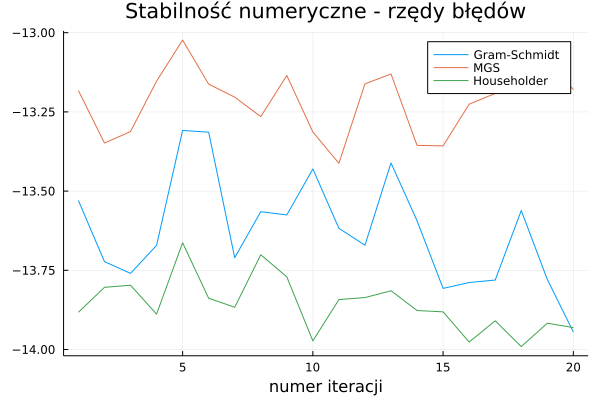 Stabilność numeryczne - rzędy błędów
Gram-Schmidt
MGS
Householder
−13.00
−13.25
−13.50
−13.75
−14.00
5
10
15
20
numer iteracji